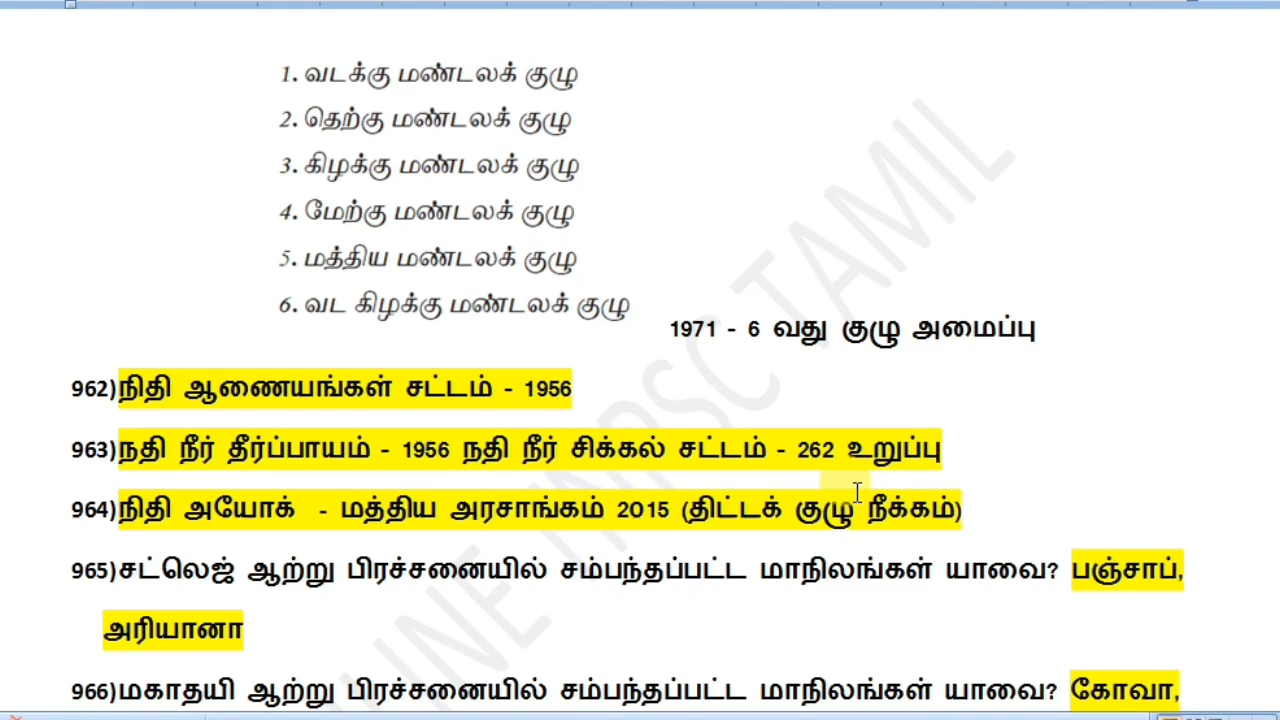 1. வடக்கு மண்டலக் குழு
2. தெற்கு மண்டலக் குழு
3. கிழக்கு மண்டலக் குழு
4. மேற்கு மண்டலக் குழு
5. மத்திய மண்டலக் குழு
6. வட கிழக்கு மண்டலக் குழு
1971 - 6 வது குழு அமைப்பு
962)நிதி ஆணையங்கள் சட்டம் - 1956
963)நதி நீர் தீர்ப்பாயம் - 1956 நதி நீர் சிக்கல் சட்டம் - 262 உறுப்பு
964)நிதி அயோக் - மத்திய அரசாங்கம் 2015 (திட்டக் குழு நீக்கம்)
965)சட்லெஜ் ஆற்று பிரச்சனையில் சம்பந்தப்பட்ட மாநிலங்கள் யாவை? பஞ்சாப்,
அரியானா
966)மகாதயி ஆற்று பிரச்சனையில் சம்பந்தப்பட்ட மாநிலங்கள் யாவை? கோவா,
TNPSC TAMIL